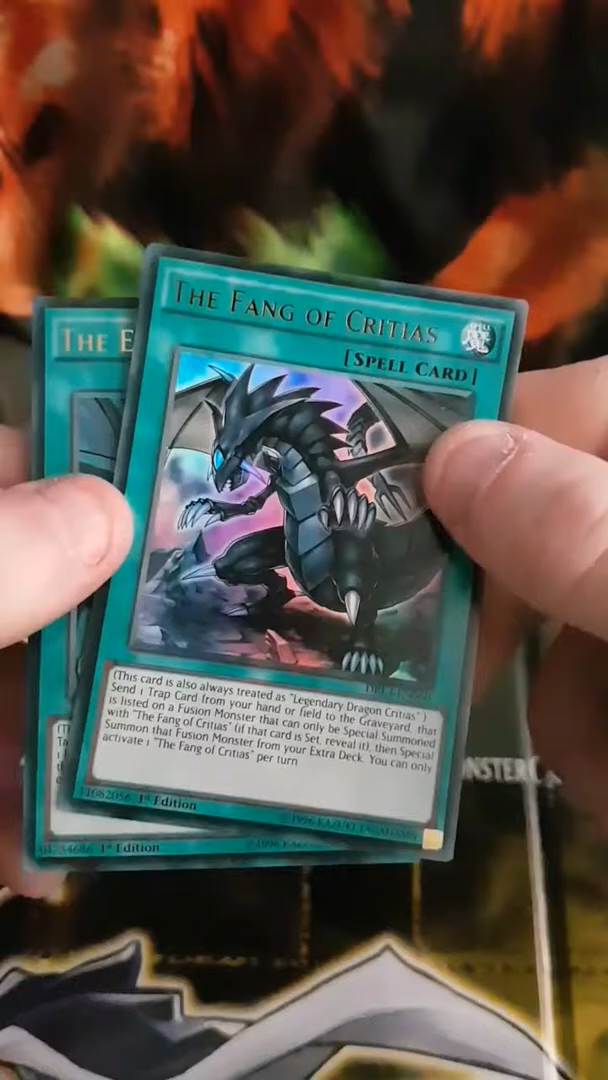 THE FANG OF CRITIAS
[SPELL CARD]
(This card is also always treated as "Legendary Dragon Critias".)
Send 1 Trap Card from your hand or field to the Graveyard, that
is listed on a Fusion Monster that can only be Special Summoned
with "The Fang of Critias" (if that card is Set, reveal it), then Special
Summon that Fusion Monster from your Extra Deck. You can only
activate 1 "The Fang of Critias" per turn
11082056 1st Edition
THE E
1st Edition